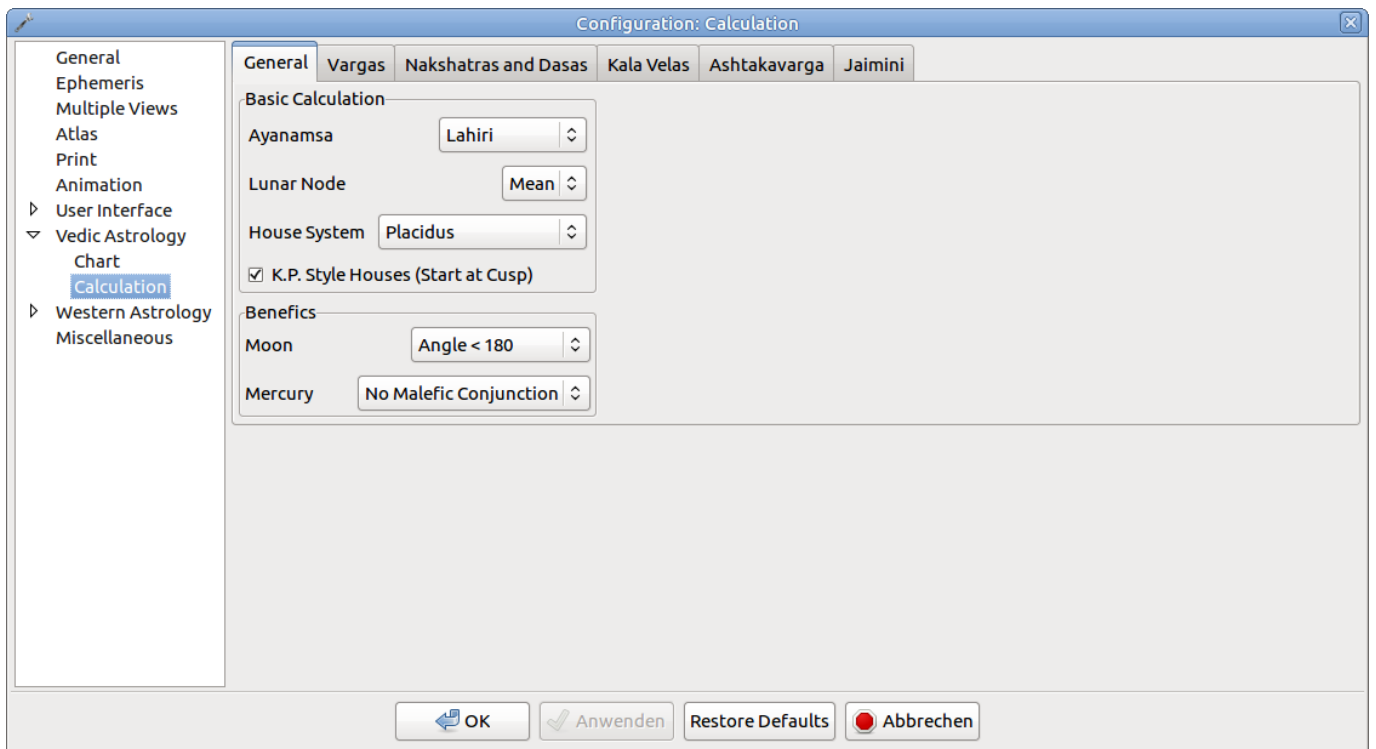 Configuration: Calculation
General
Ephemeris
Multiple Views
Atlas
Print
Animation
User Interface
Vedic Astrology
Chart
Calculation
Western Astrology
Miscellaneous
General Vargas Nakshatras and Dasas Kala Velas Ashtakavarga Jaimini
Basic Calculation
Ayanamsa Lahiri
Lunar Node Mean
House System Placidus
K.P. Style Houses (Start at Cusp)
Benefics
Moon Angle < 180
Mercury No Malefic Conjunction
OK Anwenden Restore Defaults Abbrechen